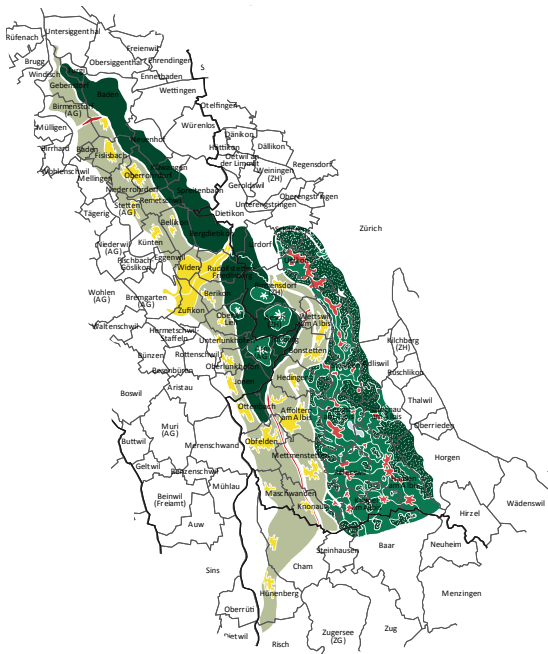 Untersiggenthal
Rüfenach
Freienwil
Brugg
Obersiggenthal
Ehrendingen
S
Windisch
Ennetbaden
Gebenstorf
Baden
Wettingen
Birmenstorf
(AG)
Otelfingen
Mülligen
Würenlos
Dänikon
Birrhard
Baden
Fislisbach
Hüttikon
Dällikon
Oetwil an
der Limmat
Regensdorf
Wohlenschwil
Mellingen
Oberrohrdorf
Weiningen
(ZH)
Niederrohrdorf
Spreitenbach
Geroldswil
Remetschwil
Oberengstringen
Stetten
(AG)
Unterengstringen
Tägerig
Dietikon
Bellikon
Zürich
Künten
Bergdietikon
Urdorf
Niederwil
(AG)
Eggenwil
Fischbach-
Göslikon
Widen
Rudolfstetten-
Friedlisberg
Birmensdorf
(ZH)
Wohlen
(AG)
Bremgarten
(AG)
Berikon
Zufikon
Wettswil
am Albis
Waltenschwil
Hermetschwil-
Staffeln
Unterlunkhofen
Kilchberg
(ZH)
Bünzen
Rottenschwil
Bonstetten
Adliswil
Besenbüren
Oberlunkhofen
Rüschlikon
Aristau
Jonen
Hedingen
Boswil
Thalwil
Ottenbach
Affoltern
am Albis
Muri
(AG)
Oberrieden
Buttwil
Merenschwand
Obfelden
Horgen
Geltwil
Mettmenstetten
Benzenschwil
Mühlau
Maschwanden
Beinwil
(Freiamt)
Knonau
Wädenswil
Auw
Hirzel
Steinhausen
Baar
Neuheim
Sins
Cham
Hünenberg
Menzingen
Oberrüti
Dietwil
Risch
Zugersee
(ZG)
Zug